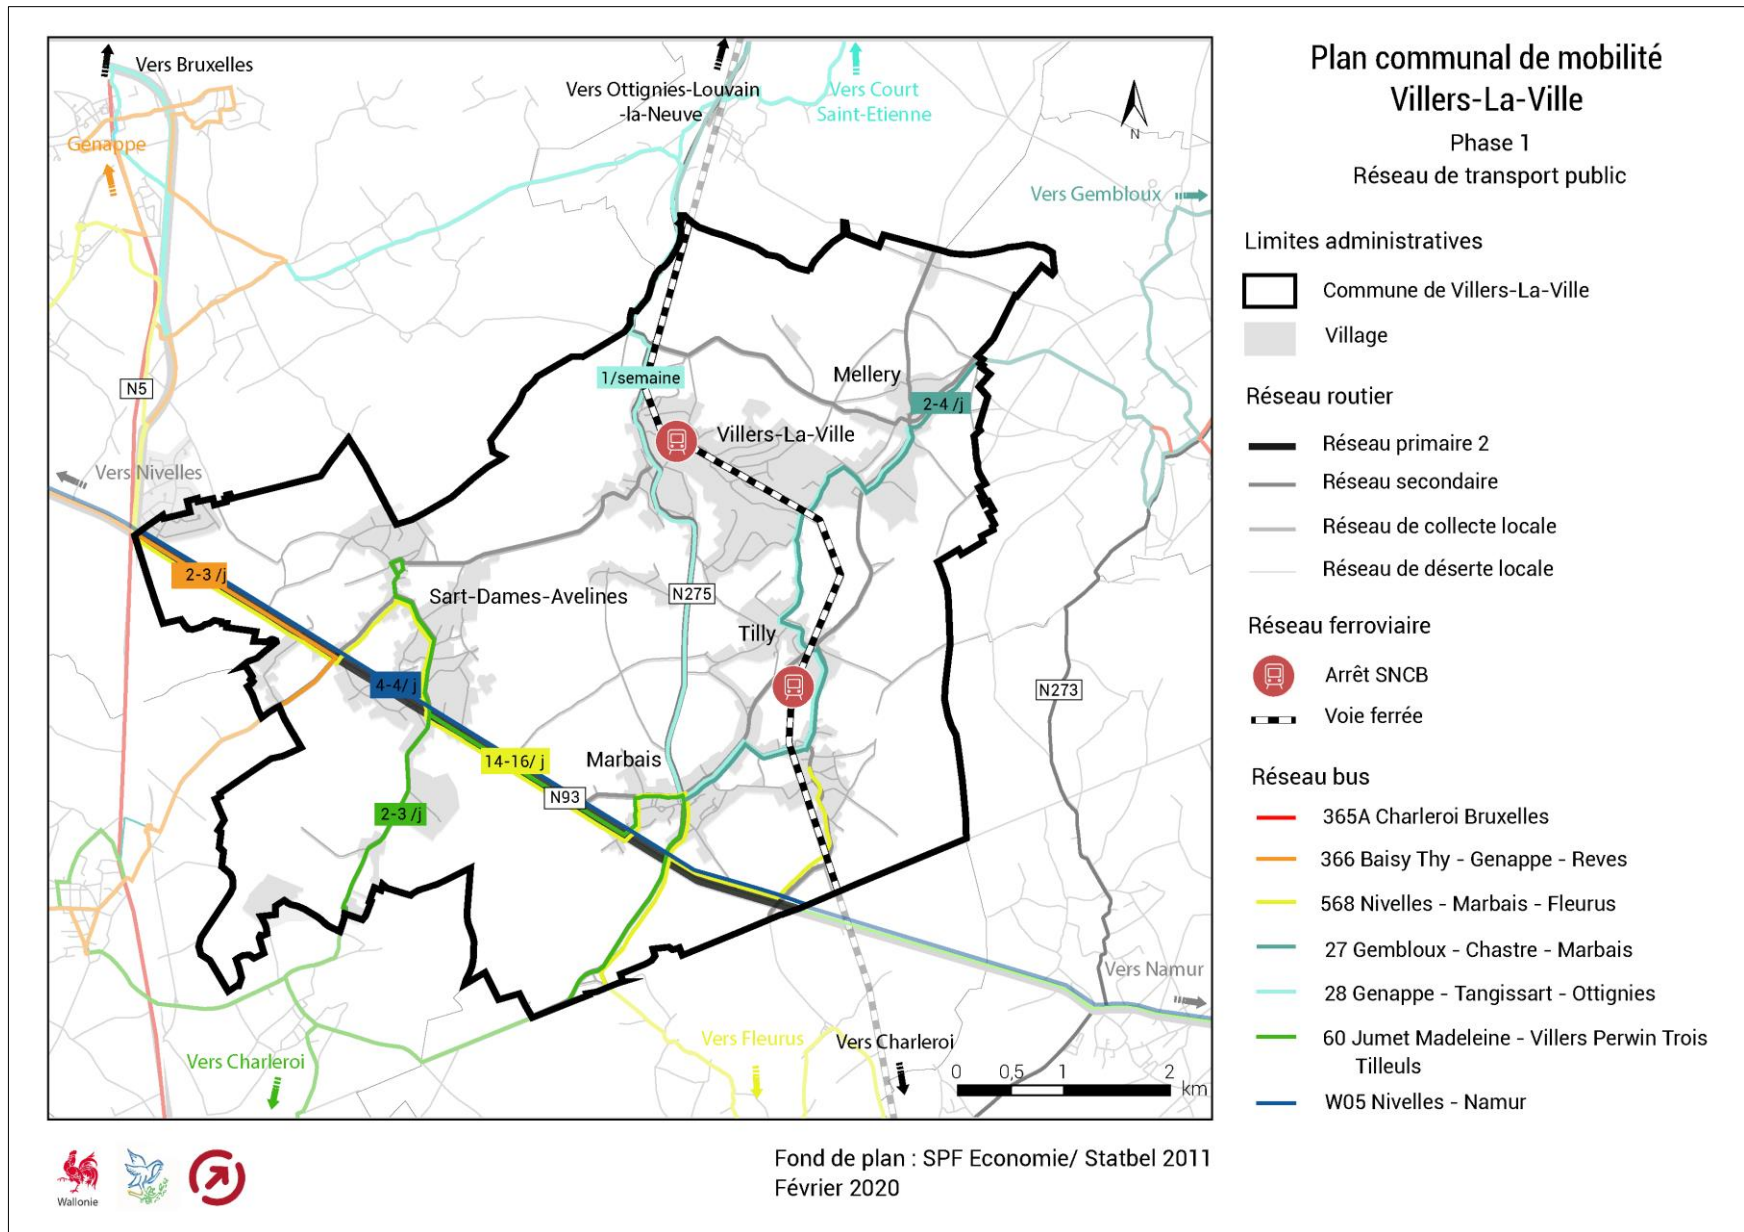 Plan communal de mobilité
Villers-La-Ville
Phase 1
Réseau de transport public
Limites administratives
Commune de Villers-La-Ville
Village
Réseau routier
Réseau primaire 2
Réseau secondaire
Réseau de collecte locale
Réseau de déserte locale
Réseau ferroviaire
Arrêt SNCB
Voie ferrée
Réseau bus
365A Charleroi Bruxelles
366 Baisy Thy - Genappe - Reves
568 Nivelles - Marbais - Fleurus
27 Gembloux - Chastre - Marbais
28 Genappe - Tangissart - Ottignies
60 Jumet Madeleine - Villers Perwin Trois
Tilleuls
W05 Nivelles - Namur
Vers Bruxelles
Vers Ottignies-Louvain
-la-Neuve
Vers Court
Saint-Etienne
N
Genappe
Vers Gembloux
N5
1/semaine
Mellery
2-4 /j
Villers-La-Ville
Vers Nivelles
2-3 /j
Sart-Dames-Avelines
N275
Tilly
4-4/ j
N273
14-16/ j
Marbais
N93
2-3 /j
Vers Namur
Vers Charleroi
Vers Fleurus
Vers Charleroi
0 0,5 1 2
km
Wallonie
Fond de plan : SPF Economie/ Statbel 2011
Février 2020